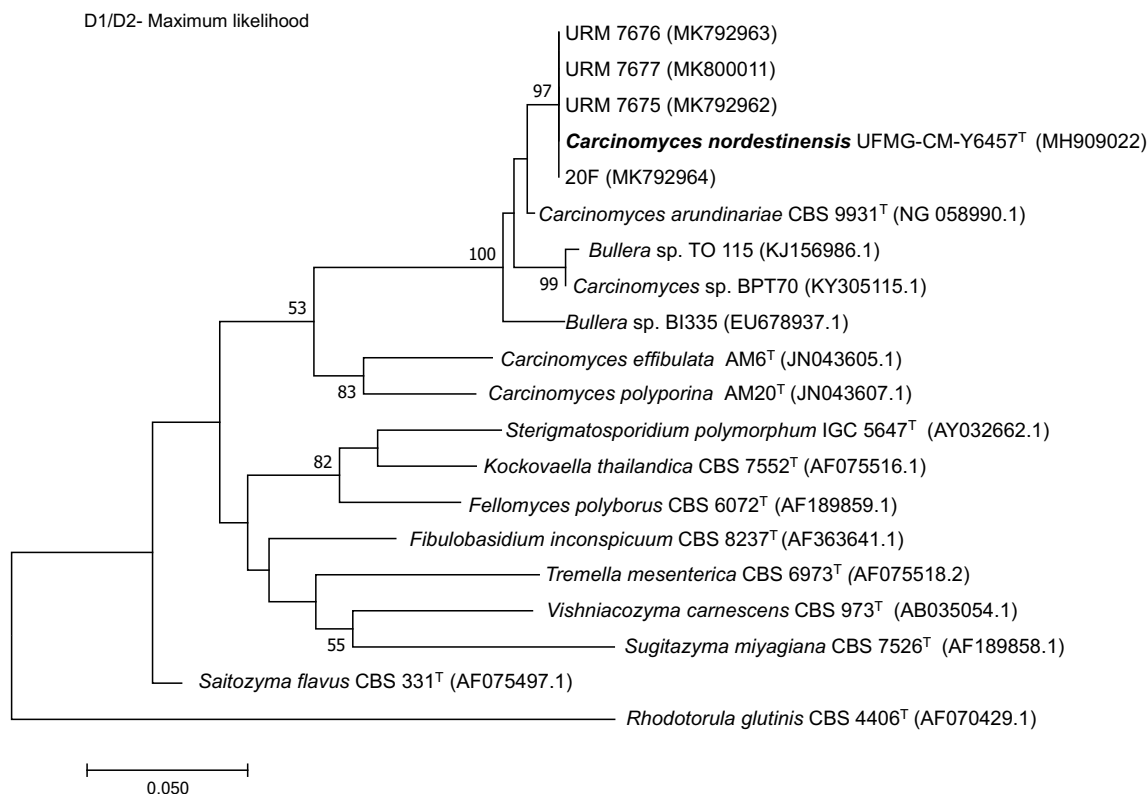 D1/D2- Maximum likelihood
URM 7676 (MK792963)
URM 7677 (MK800011)
97
URM 7675 (MK792962)
Carcinomyces nordestinensis UFMG-CM-Y6457T (MH909022)
20F (MK792964)
Carcinomyces arundinariae CBS 9931T (NG 058990.1)
100
Bullera sp. TO 115 (KJ156986.1)
99
Carcinomyces sp. BPT70 (KY305115.1)
53
Bullera sp. BI335 (EU678937.1)
Carcinomyces effibulata AM6T (JN043605.1)
83
Carcinomyces polyporina AM20T (JN043607.1)
Sterigmatosporidium polymorphum IGC 5647T (AY032662.1)
82
Kockovaella thailandica CBS 7552T (AF075516.1)
Fellomyces polyborus CBS 6072T (AF189859.1)
Fibulobasidium inconspicuum CBS 8237T (AF363641.1)
Tremella mesenterica CBS 6973T (AF075518.2)
Vishniacozyma carnescens CBS 973T (AB035054.1)
55
Sugitazyma miyagiana CBS 7526T (AF189858.1)
Saitozyma flavus CBS 331T (AF075497.1)
Rhodotorula glutinis CBS 4406T (AF070429.1)
0.050